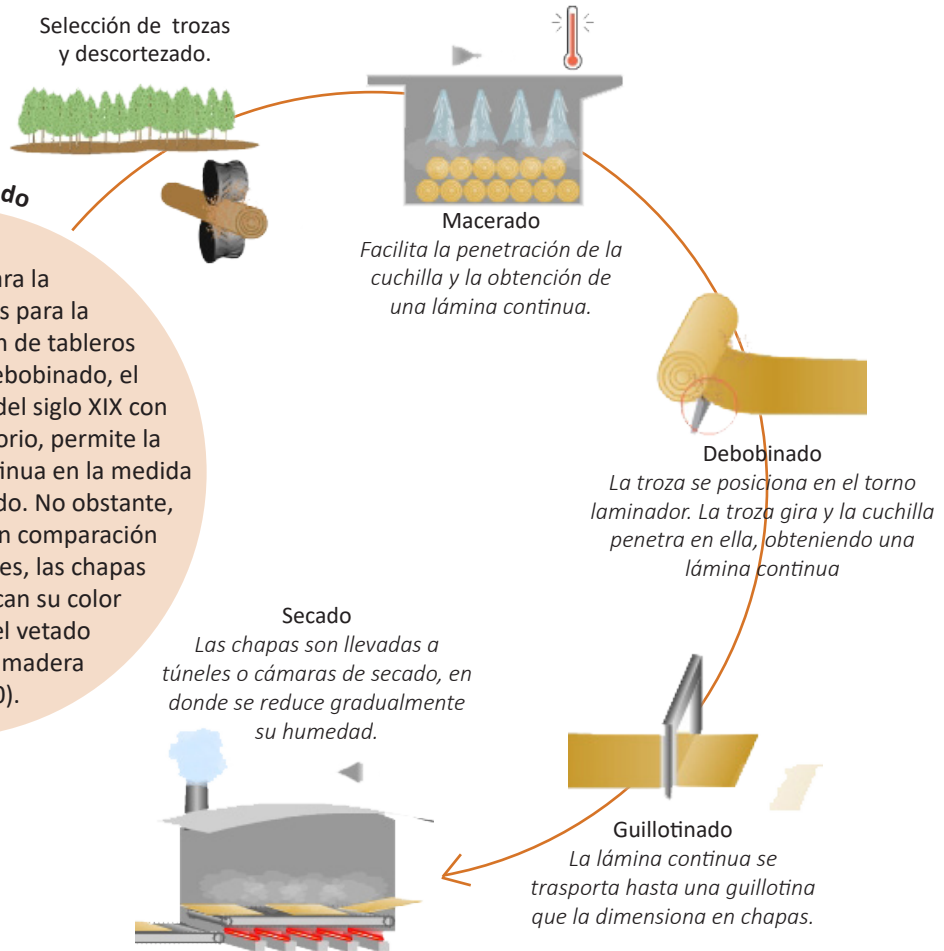 Selección de trozas
y descortezado.
Macerado
Facilita la penetración de la
cuchilla y la obtención de
una lámina continua.
Debobinado
La troza se posiciona en el torno
laminador. La troza gira y la cuchilla
penetra en ella, obteniendo una
lámina continua
Guillotinado
La lámina continua se
trasporta hasta una guillotina
que la dimensiona en chapas.
Secado
Las chapas son llevadas a
túneles o cámaras de secado, en
donde se reduce gradualmente
su humedad.
la
para la
n de tableros
ebobinado, el
del siglo XIX con
orio, permite la
en la medida
do. No obstante,
n comparación
es, las chapas
can su color
el vetado
madera
0).